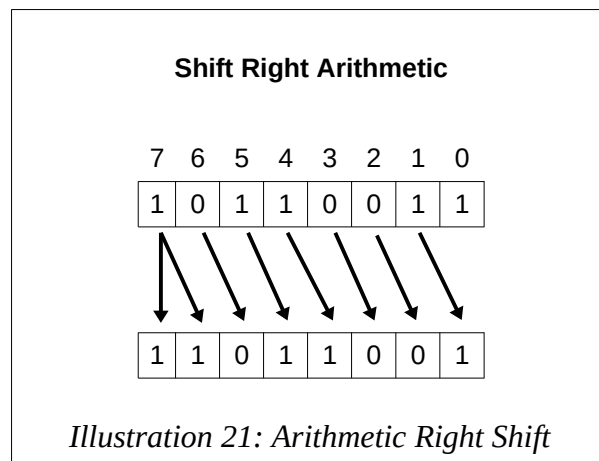 Shift Right Arithmetic
7 6 5 4 3 2 1 0
1 0 1 1 0 0 1 1
1 1 0 1 1 0 0 1
Illustration 21: Arithmetic Right Shift